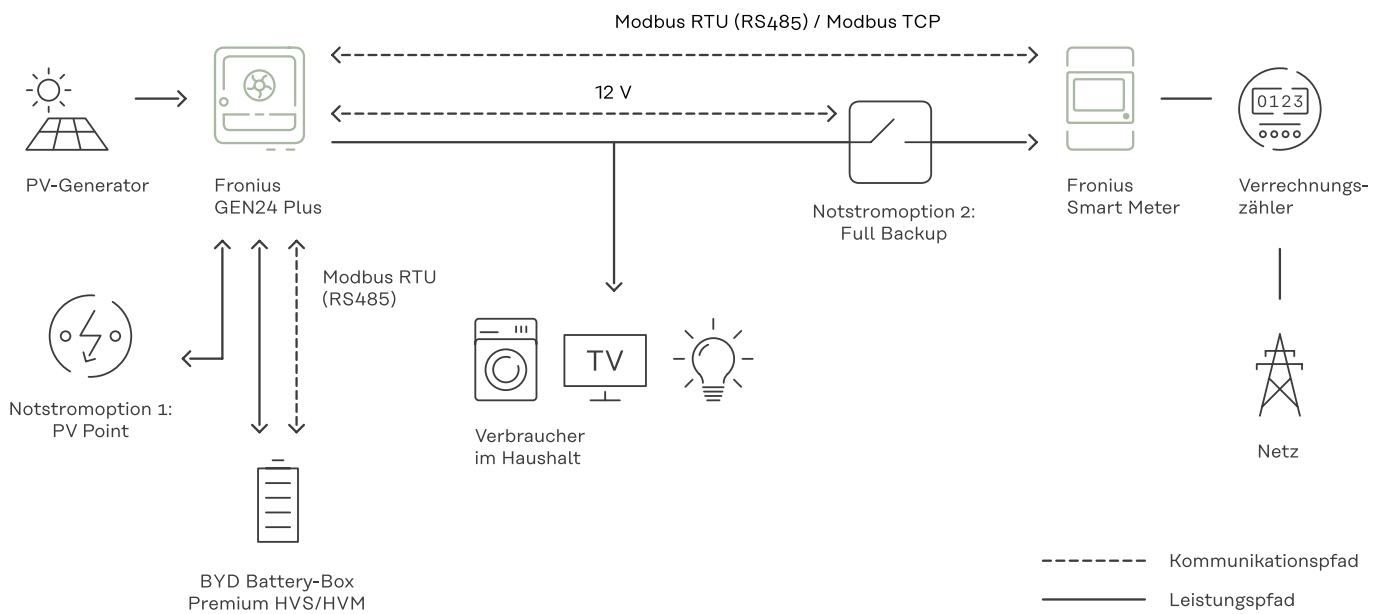 Modbus RTU (RS485) / Modbus TCP
12 V
0123
PV-Generator
Fronius
GEN24 Plus
Notstromoption 2:
Full Backup
Fronius
Smart Meter
Verrechnungs-
zähler
Modbus RTU
(RS485)
TV
Notstromoption 1:
PV Point
Verbraucher
im Haushalt
Netz
BYD Battery-Box
Premium HVS/HVM
Kommunikationspfad
Leistungspfad